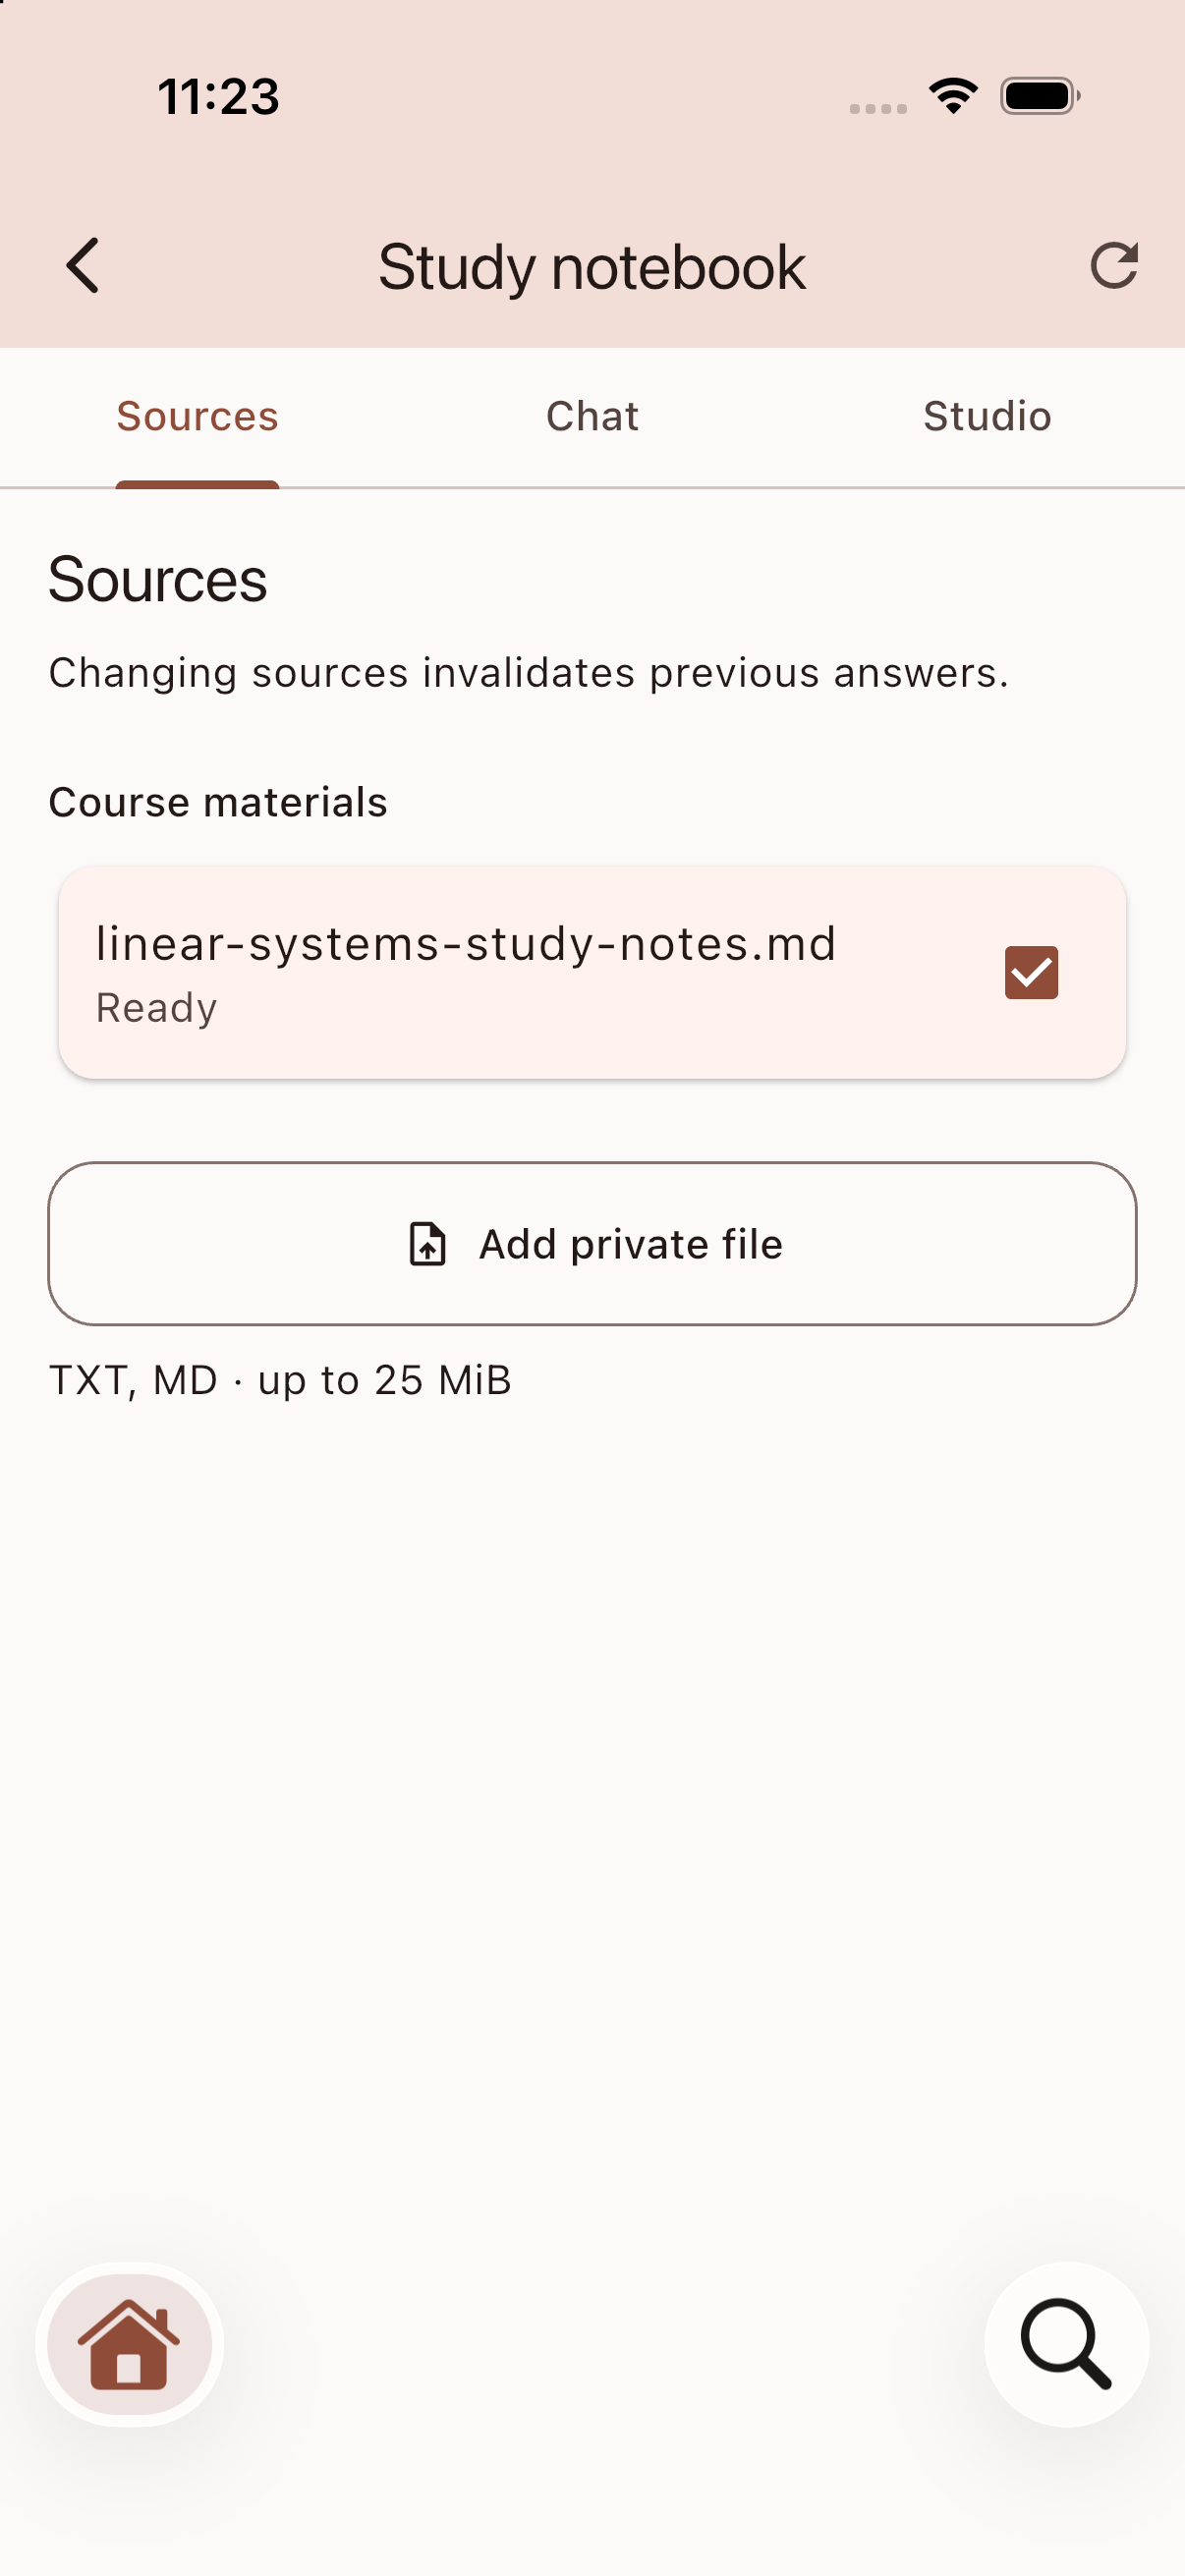 11:23
Study notebook
Sources
Chat
Studio
Sources
Changing sources invalidates previous answers.
Course materials
linear-systems-study-notes.md
Ready
Add private file
TXT, MD · up to 25 MiB